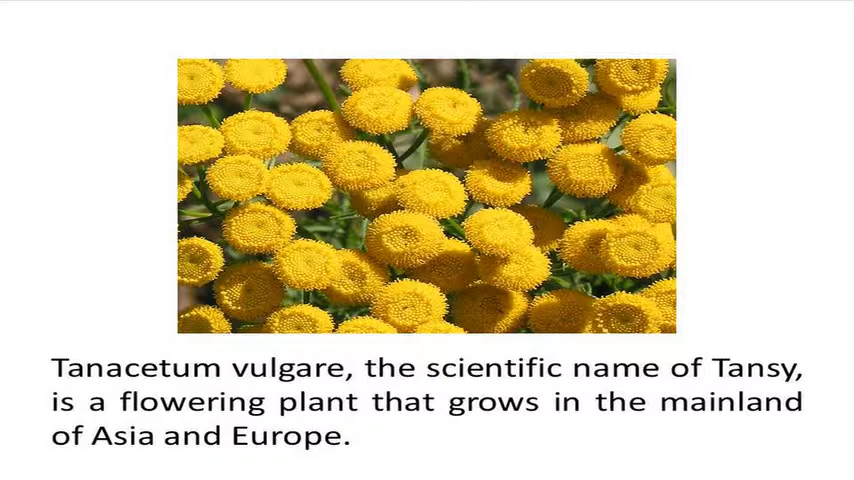 Tanacetum vulgare, the scientific name of Tansy,
is a flowering plant that grows in the mainland
of Asia and Europe.